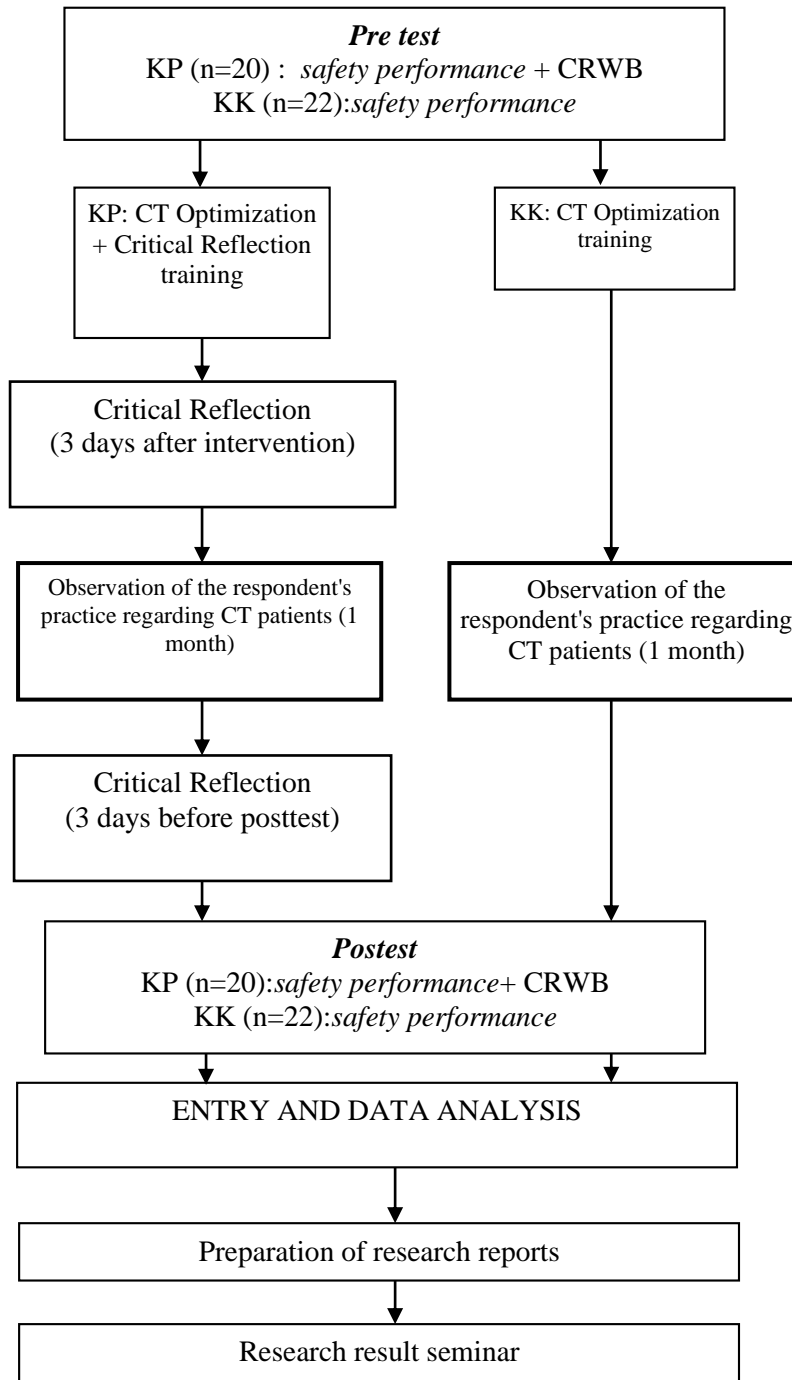 Pre test
KP (n=20) : safety performance + CRWB
KK (n=22):safety performance
KP: CT Optimization
+ Critical Reflection
training
KK: CT Optimization
training
Critical Reflection
(3 days after intervention)
Observation of the respondent's
practice regarding CT patients (1
month)
Observation of the
respondent's practice regarding
CT patients (1 month)
Critical Reflection
(3 days before posttest)
Postest
KP (n=20):safety performance+ CRWB
KK (n=22):safety performance
ENTRY AND DATA ANALYSIS
Preparation of research reports
Research result seminar